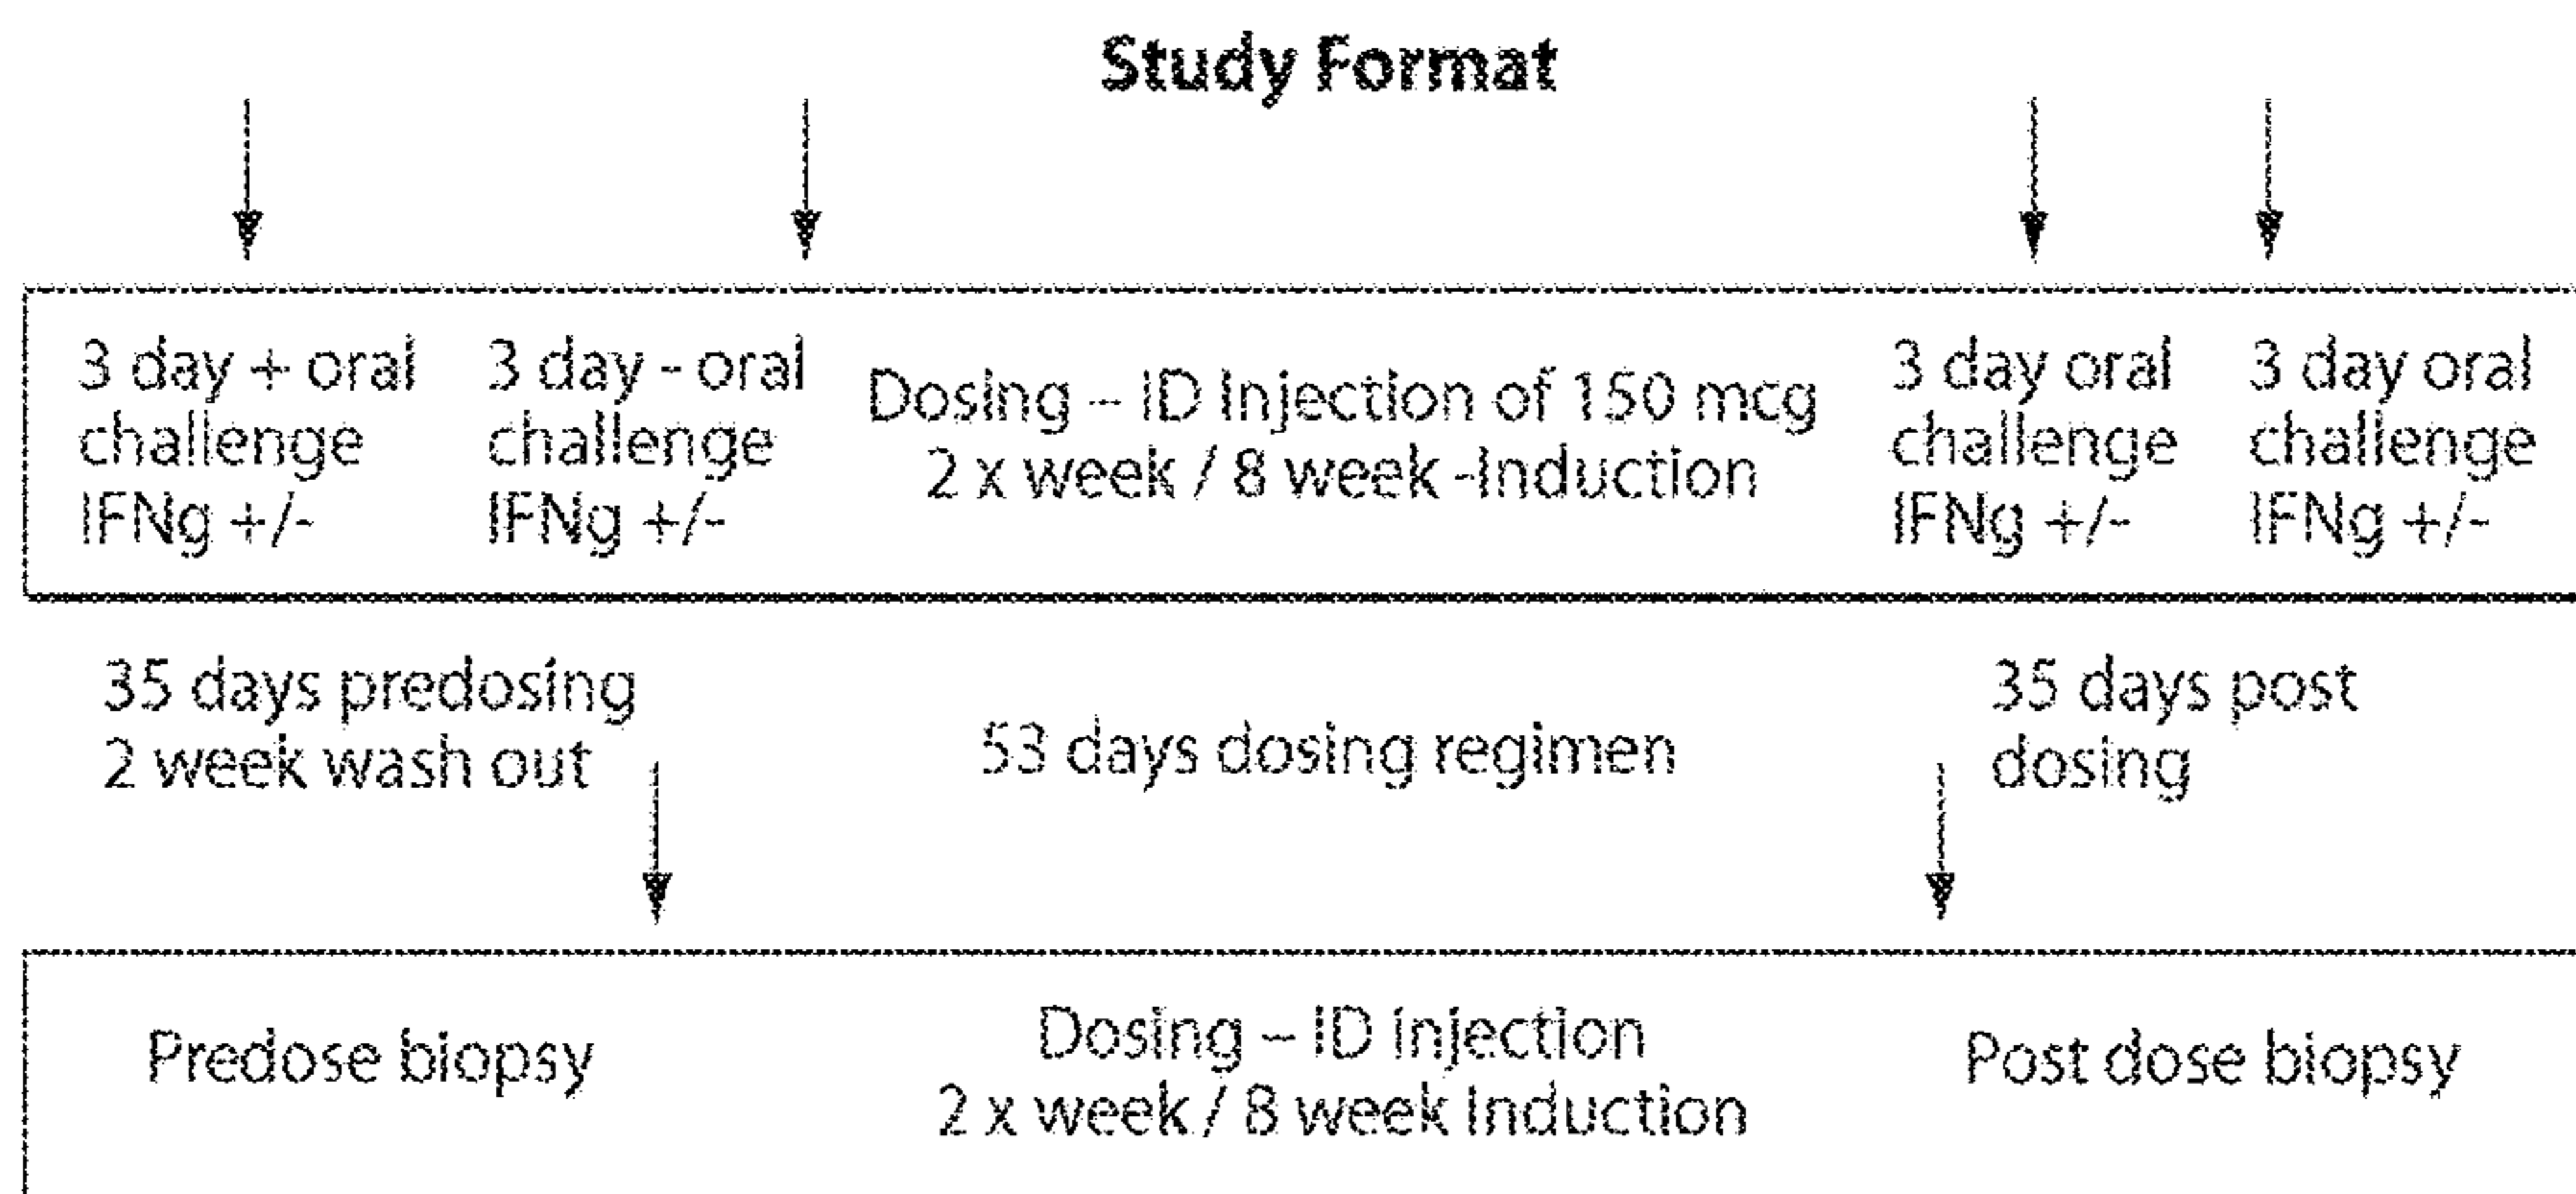 Study Format
3 day + oral
challenge
IFNg +/-
3 day - oral
challenge
IFNg +/-
Dosing – ID Injection of 150 mcg
2 x week / 8 week -Induction
3 day oral
challenge
IFNg +/-
3 day oral
challenge
IFNg +/-
35 days predosing
2 week wash out
53 days dosing regimen
35 days post
dosing
Predose biopsy
Dosing – ID injection
2 x week / 8 week Induction
Post dose biopsy